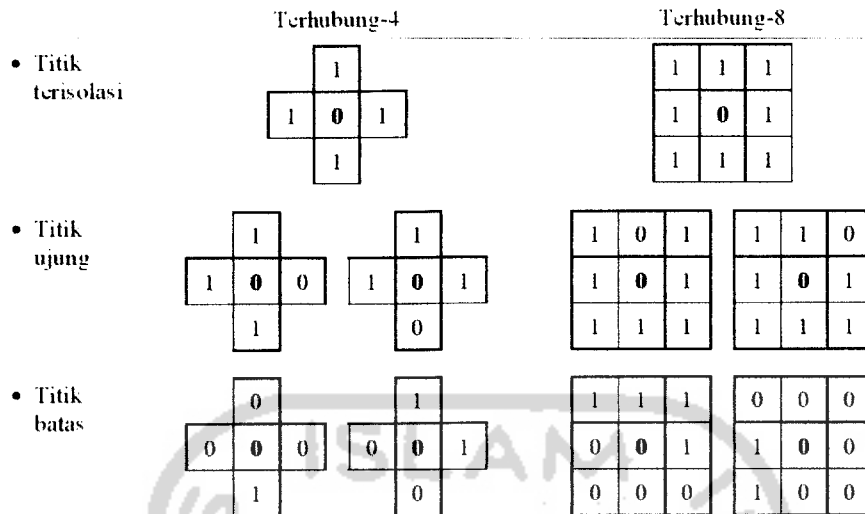 Terhubung-4 Terhubung-8
• Titik terisolasi
1 1 1 1
1 0 1 1 0 1
1 1 1 1
• Titik ujung
1 1 1 0 1 1 1 0
1 0 0 1 0 1 1 0 1 1 0 1
1 0 1 1 1 1 1 1
• Titik batas
0 1 1 1 1 0 0 0
0 0 0 0 0 1 0 0 1 1 0 0
1 0 0 0 0 1 0 0
ISLAM